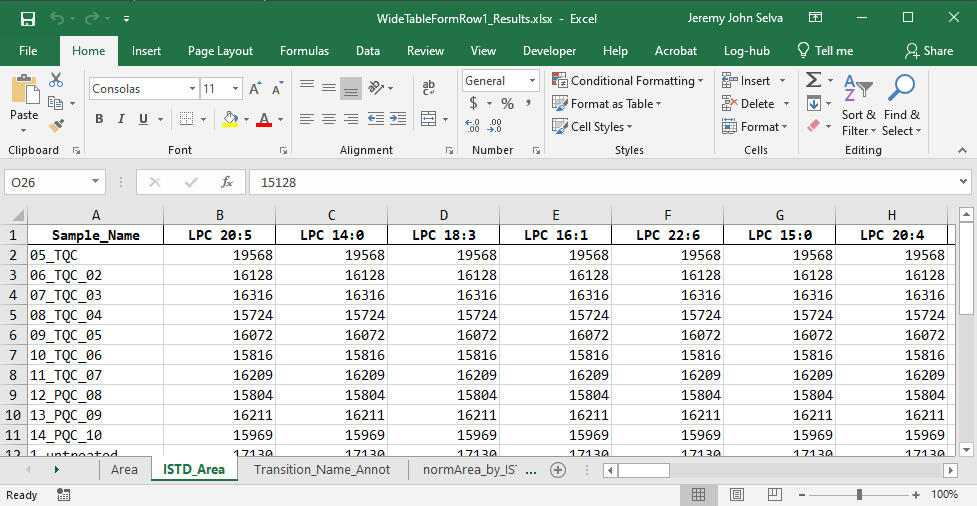 WideTableFormRow1_Results.xlsx - Excel
Jeremy John Selva
File Home Insert Page Layout Formulas Data Review View Developer Help Acrobat Log-hub Tell me Share
Paste
Consolas 11
B I U
A A
ab
General
$ % ,
Conditional Formatting
Format as Table
Cell Styles
Insert
Delete
Format
Sort & Filter
Find & Select
Clipboard Font Alignment Number Styles Cells Editing
O26 fx 15128
A B C D E F G H
1 Sample_Name LPC 20:5 LPC 14:0 LPC 18:3 LPC 16:1 LPC 22:6 LPC 15:0 LPC 20:4
2 05_TQC 19568 19568 19568 19568 19568 19568 19568
3 06_TQC_02 16128 16128 16128 16128 16128 16128 16128
4 07_TQC_03 16316 16316 16316 16316 16316 16316 16316
5 08_TQC_04 15724 15724 15724 15724 15724 15724 15724
6 09_TQC_05 16072 16072 16072 16072 16072 16072 16072
7 10_TQC_06 15816 15816 15816 15816 15816 15816 15816
8 11_TQC_07 16209 16209 16209 16209 16209 16209 16209
9 12_PQC_08 15804 15804 15804 15804 15804 15804 15804
10 13_PQC_09 16211 16211 16211 16211 16211 16211 16211
11 14_PQC_10 15969 15969 15969 15969 15969 15969 15969
12 1_untreated 17130 17130 17130 17130 17130 17130 17130
Area ISTD_Area Transition_Name_Annot normArea_by_IS ...
Ready 100%